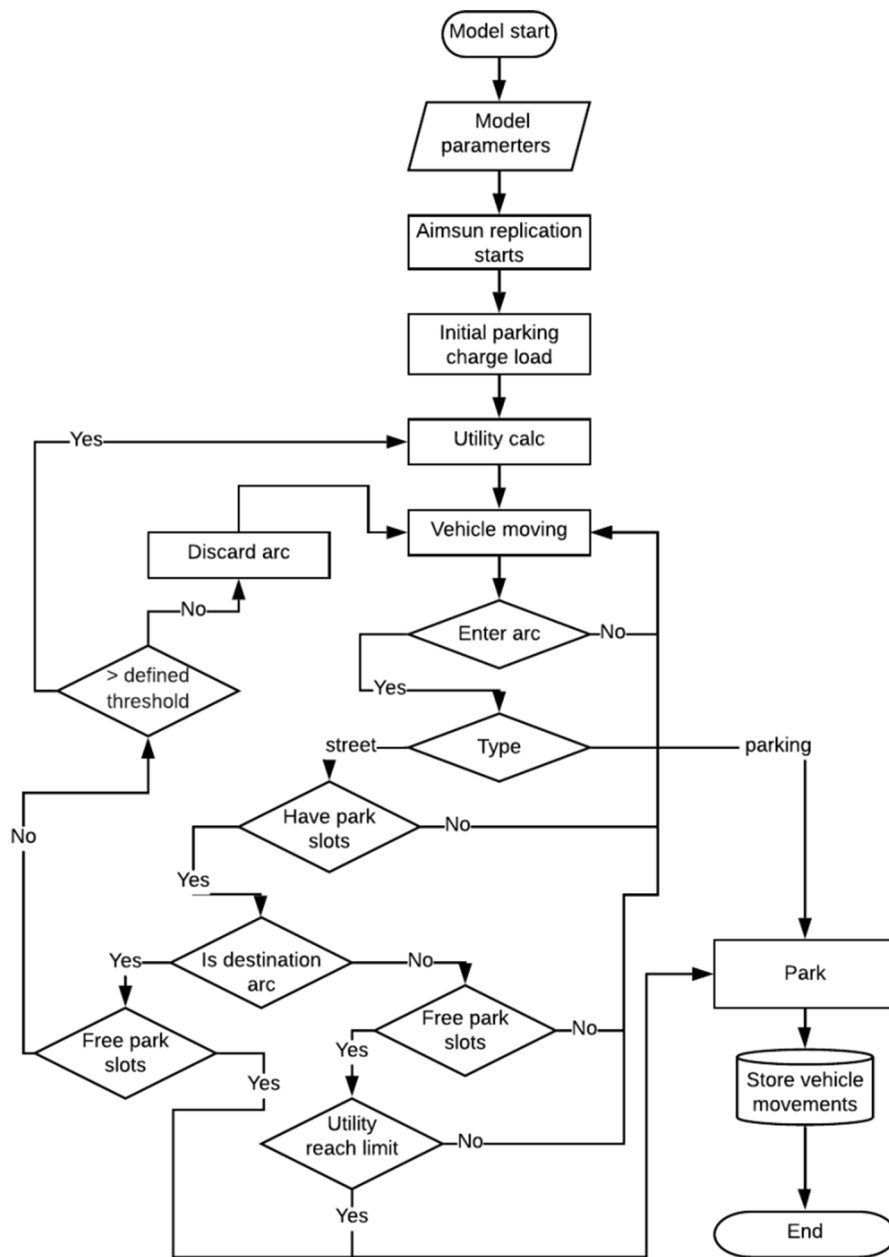 Model start
Model
paramerters
Aimsun replication
starts
Initial parking
charge load
Yes
Utility calc
Vehicle moving
Discard arc
No
Enter arc
No
> defined
threshold
Yes
street
Type
parking
No
Have park
slots
No
Yes
Yes
Is destination
arc
No
Park
Free park
slots
Free park
slots
No
Yes
Yes
Store vehicle
movements
Utility
reach limit
No
Yes
End